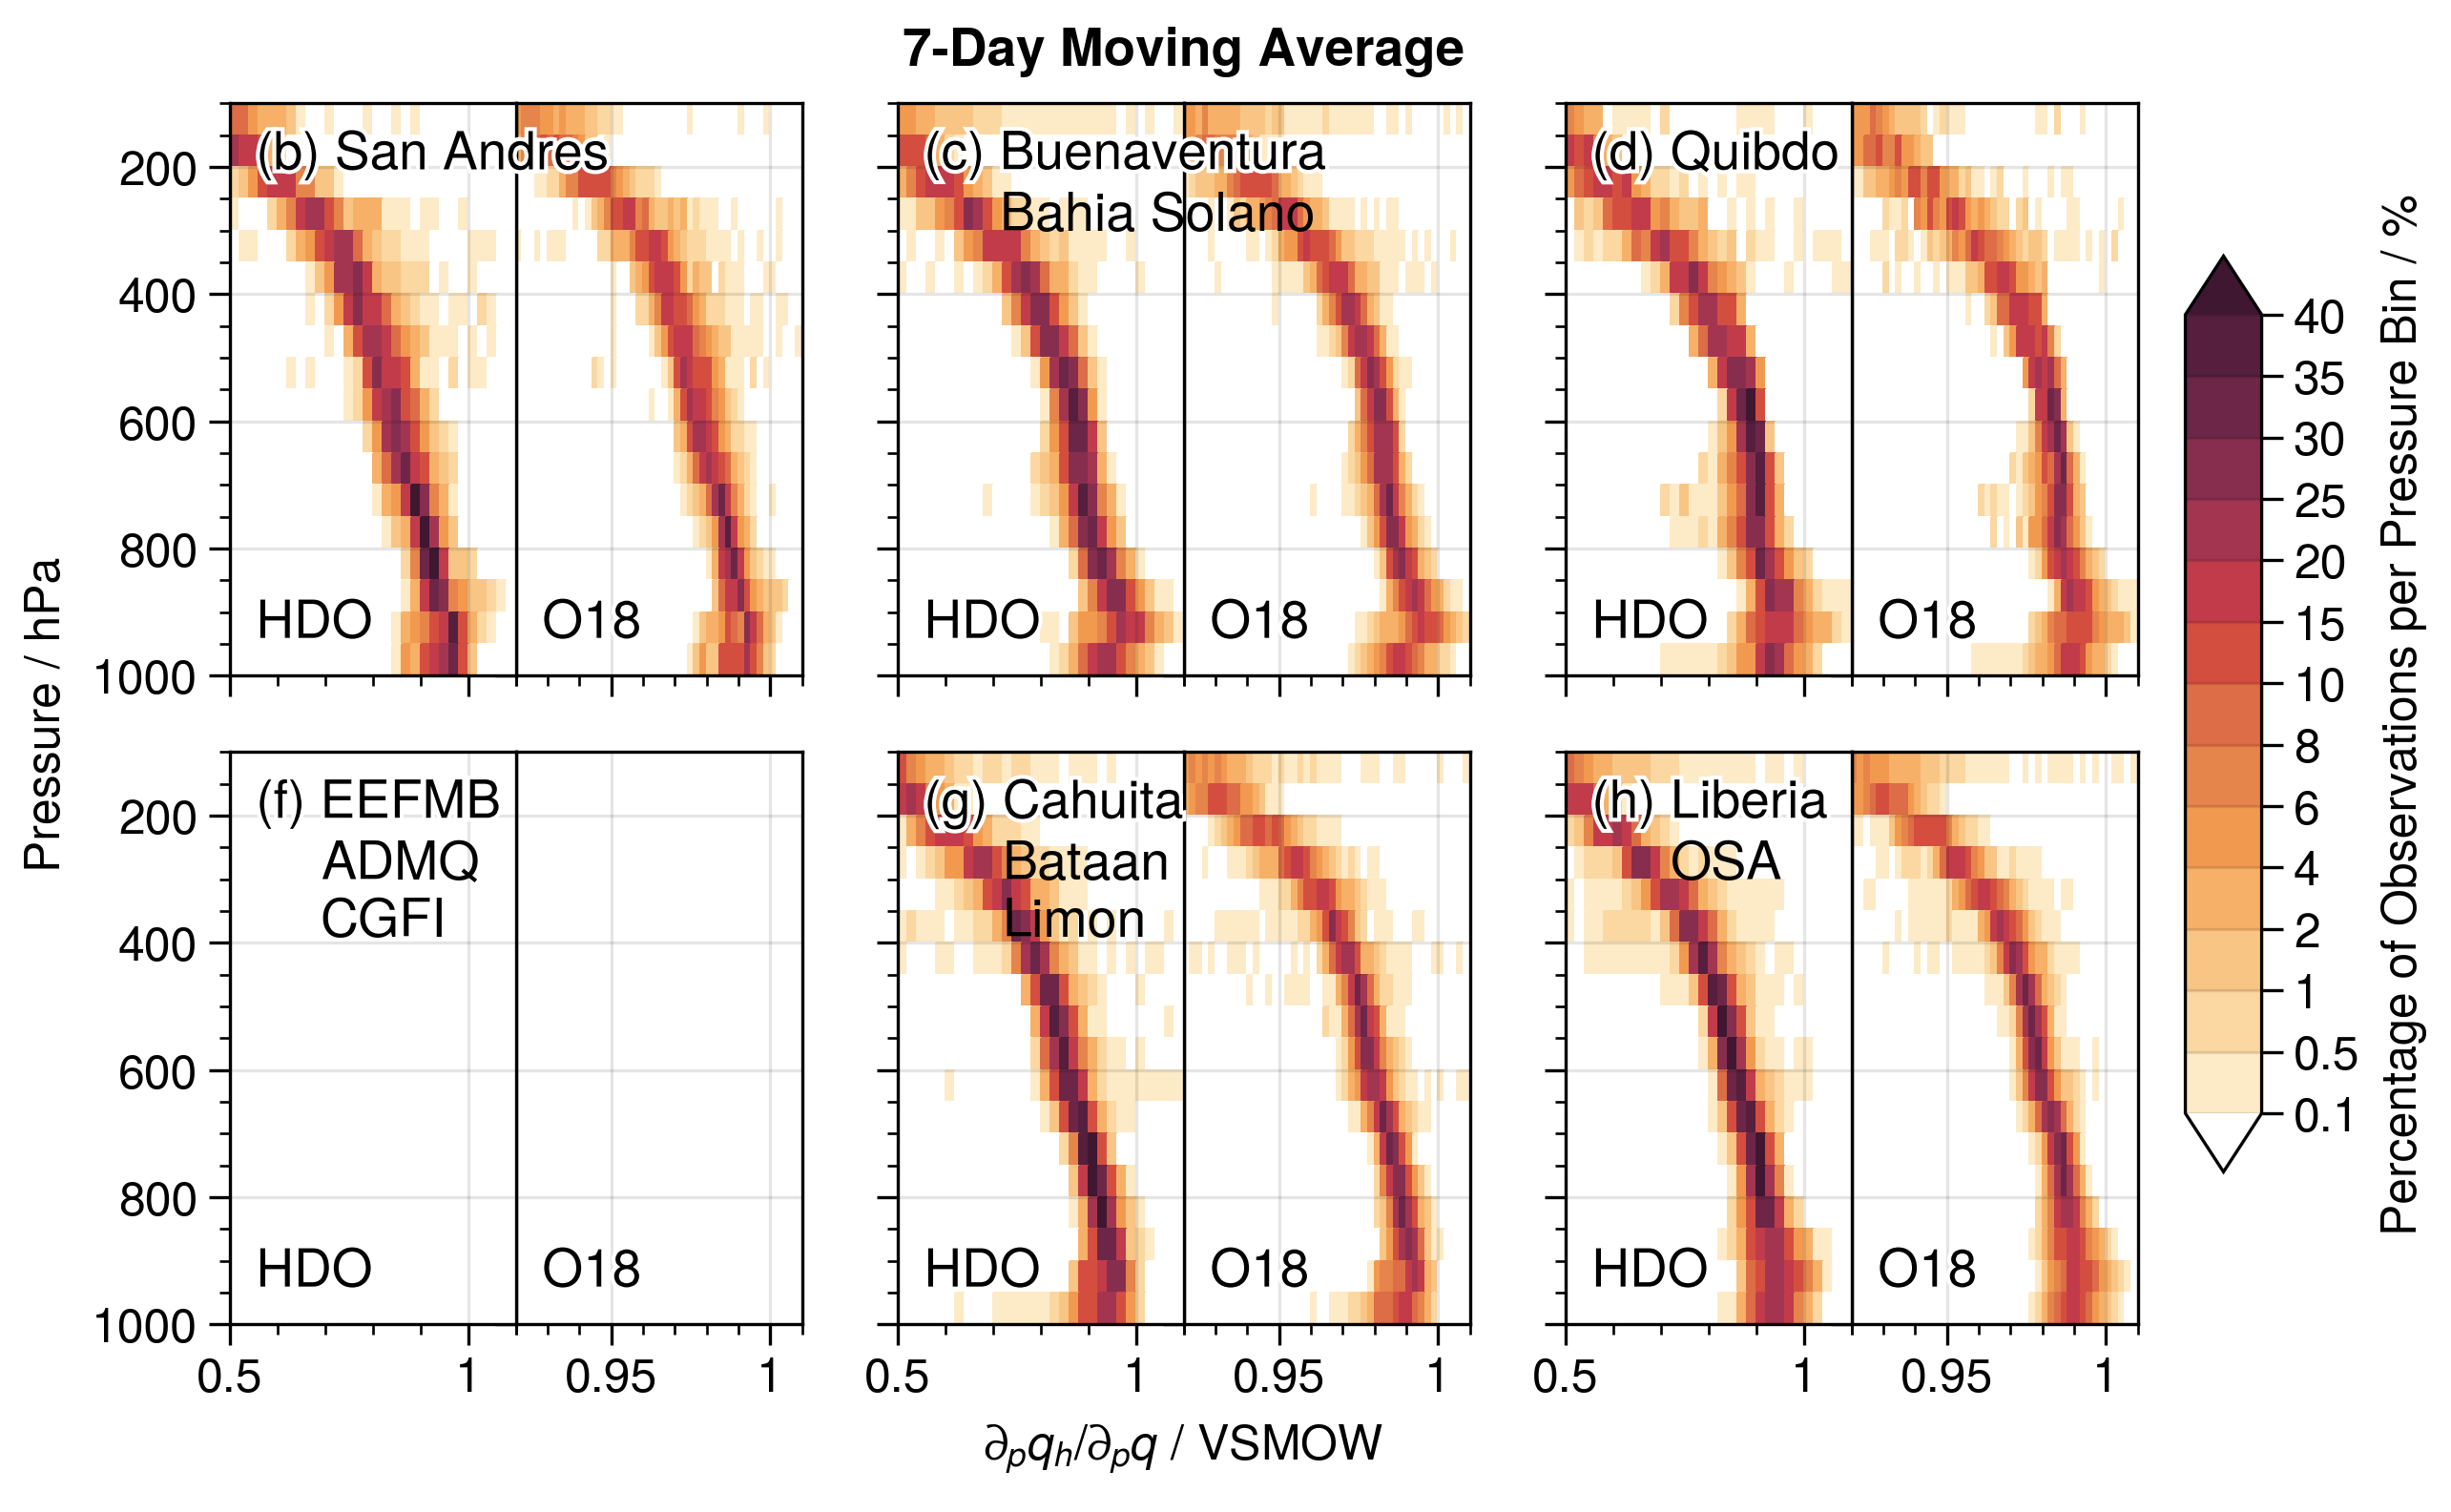 7-Day Moving Average
(b) San Andres
HDO
O18
(c) Buenaventura
Bahia Solano
HDO
O18
(d) Quibdo
HDO
O18
200
400
600
800
1000
Pressure / hPa
(f) EEFMB
ADMQ
CGFI
HDO
O18
(g) Cahuita
Bataan
Limon
HDO
O18
(h) Liberia
OSA
HDO
O18
200
400
600
800
1000
0.5 1 0.95 1
0.5 1 0.95 1
0.5 1 0.95 1
∂pqh/∂pq / VSMOW
40
35
30
25
20
15
10
8
6
4
2
1
0.5
0.1
Percentage of Observations per Pressure Bin / %